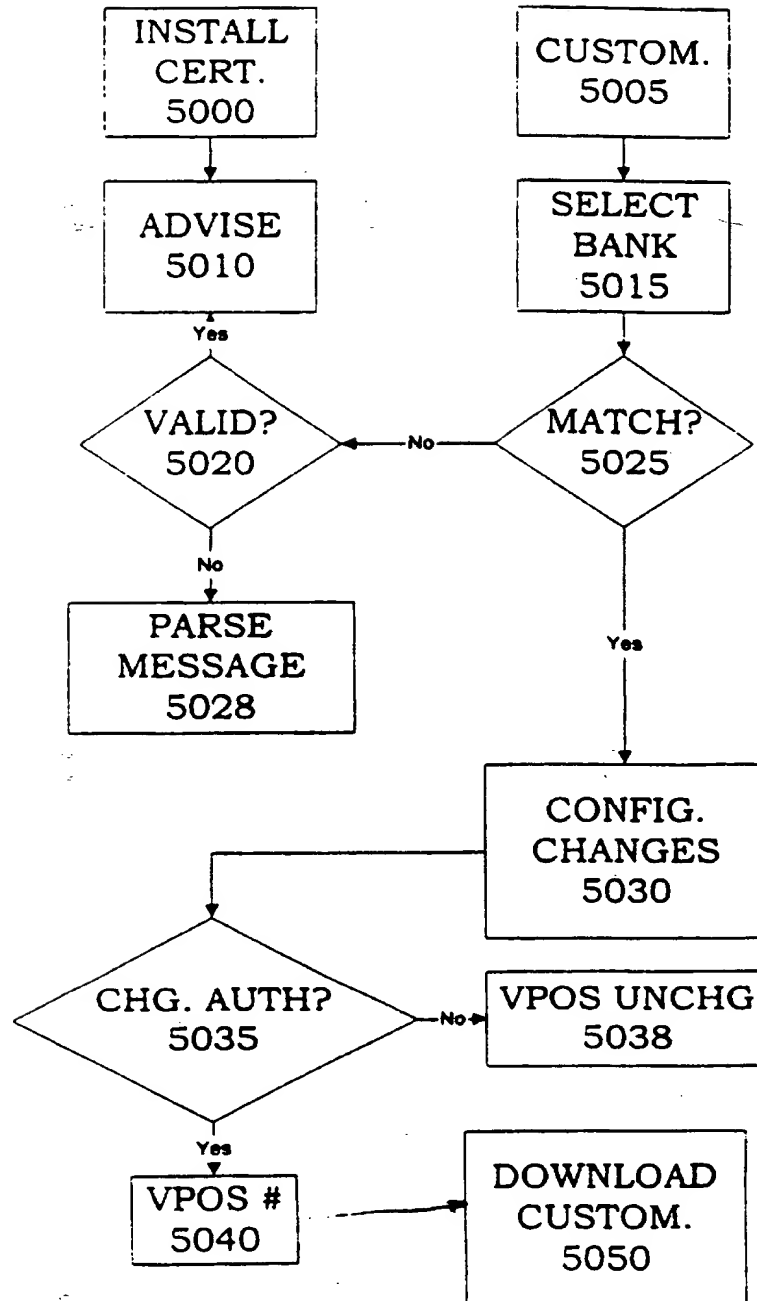 INSTALL
CERT.
5000
CUSTOM.
5005
ADVISE
5010
SELECT
BANK
5015
Yes
VALID?
5020
No
MATCH?
5025
No
PARSE
MESSAGE
5028
Yes
CONFIG.
CHANGES
5030
CHG. AUTH?
5035
No
VPOS UNCHG
5038
Yes
VPOS #
5040
DOWNLOAD
CUSTOM.
5050